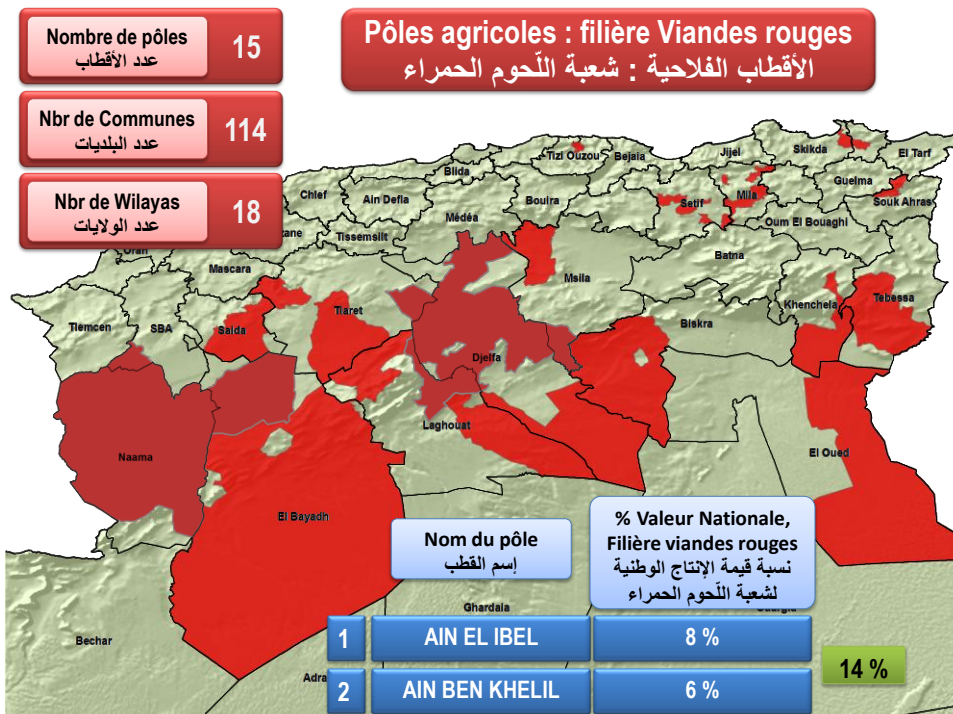 Pôles agricoles : filière Viandes rouges
الأقطاب الفلاحية : شعبة اللّحوم الحمراء
Nombre de pôles
عدد الأقطاب
15
Nbr de Communes
عدد البلديات
114
Nbr de Wilayas
عدد الولايات
18
Tizi Ouzou
Bejaia
Jijel
Skikda
El Tarf
Blida
Chlef
Ain Defla
Bouira
Setif
Mila
Guelma
Souk Ahras
Médéa
Oum El Bouaghi
Tissemsilt
Mascara
Msila
Batna
Tlemcen
SBA
Saida
Tiaret
Khenchela
Tebessa
Biskra
Djelfa
Laghouat
Naama
El Oued
El Bayadh
Nom du pôle
إسم القطب
% Valeur Nationale,
Filière viandes rouges
نسبة قيمة الإنتاج الوطنية
لشعبة اللّحوم الحمراء
Ghardaia
Bechar
1
AIN EL IBEL
8 %
2
AIN BEN KHELIL
6 %
14 %